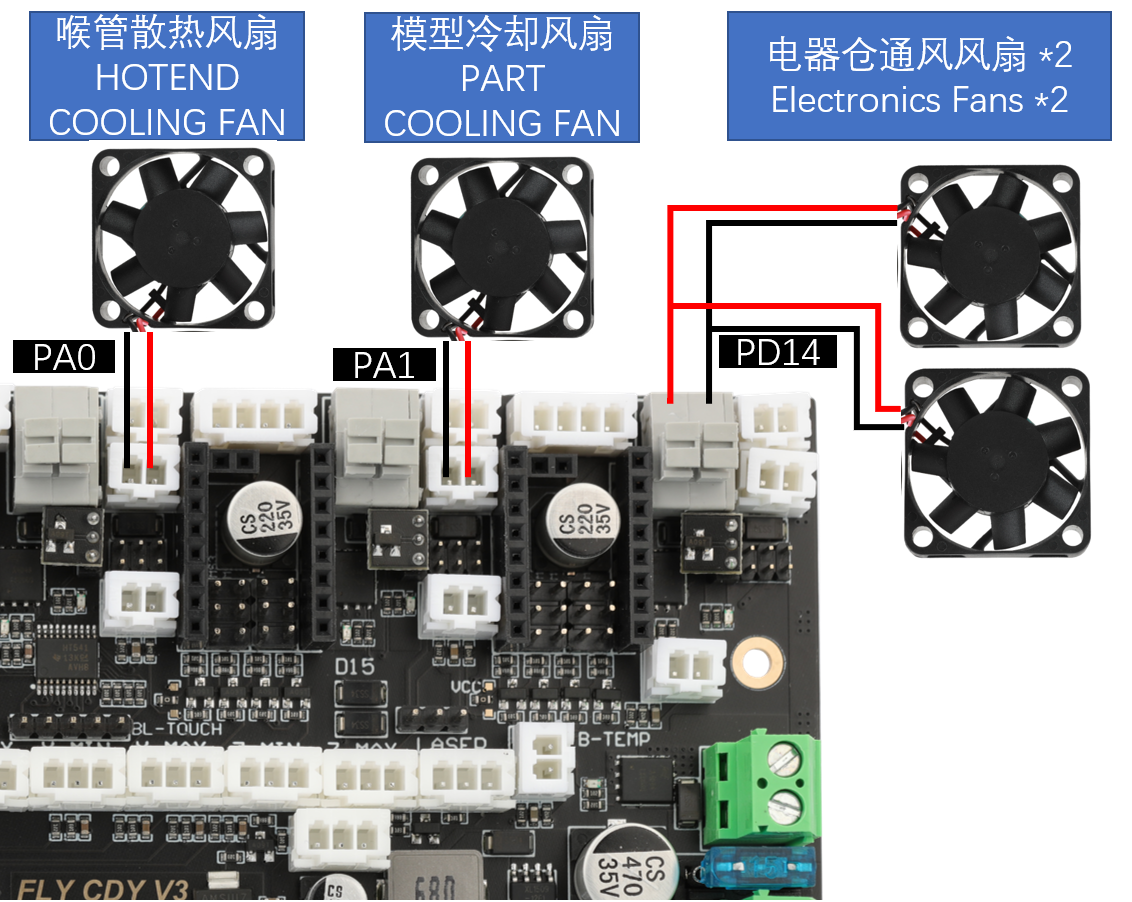 喉管散热风扇
HOTEND
COOLING FAN
模型冷却风扇
PART
COOLING FAN
电器仓通风风扇 *2
Electronics Fans *2
PA0
PA1
PD14
CS
220
35V
CS
220
35V
D15
VCC
BL-TOUCH
Z-MAX
B-TEMP
FLY CDY V3
CS
680
CS
470
35V